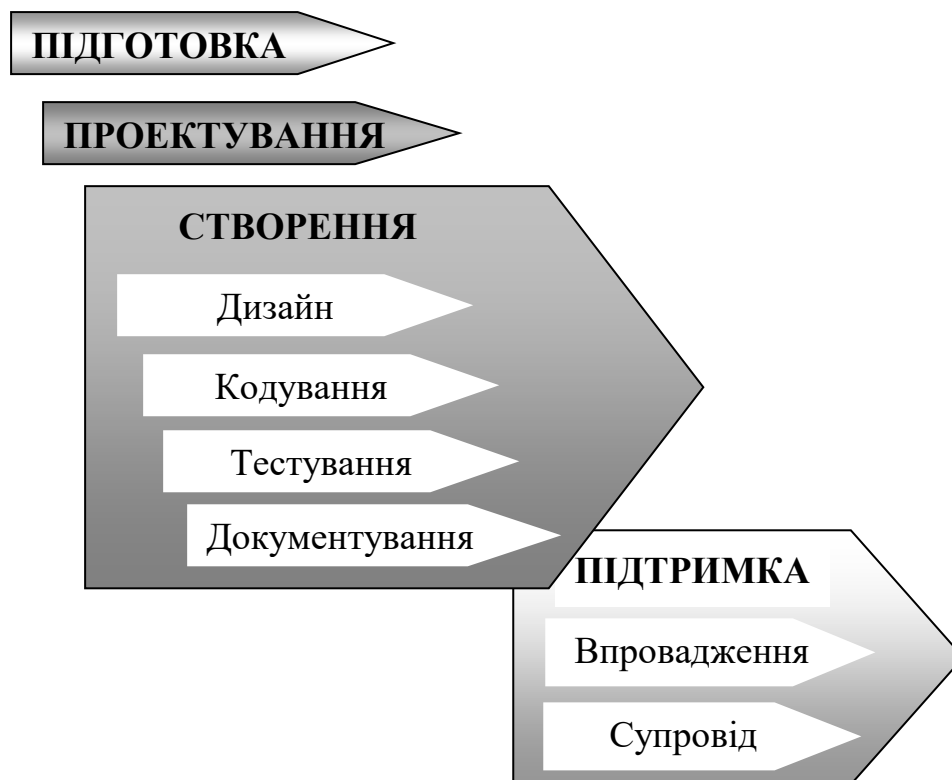 ПІДГОТОВКА
ПРОЕКТУВАННЯ
СТВОРЕННЯ
Дизайн
Кодування
Тестування
Документування
ПІДТРИМКА
Впровадження
Супровід